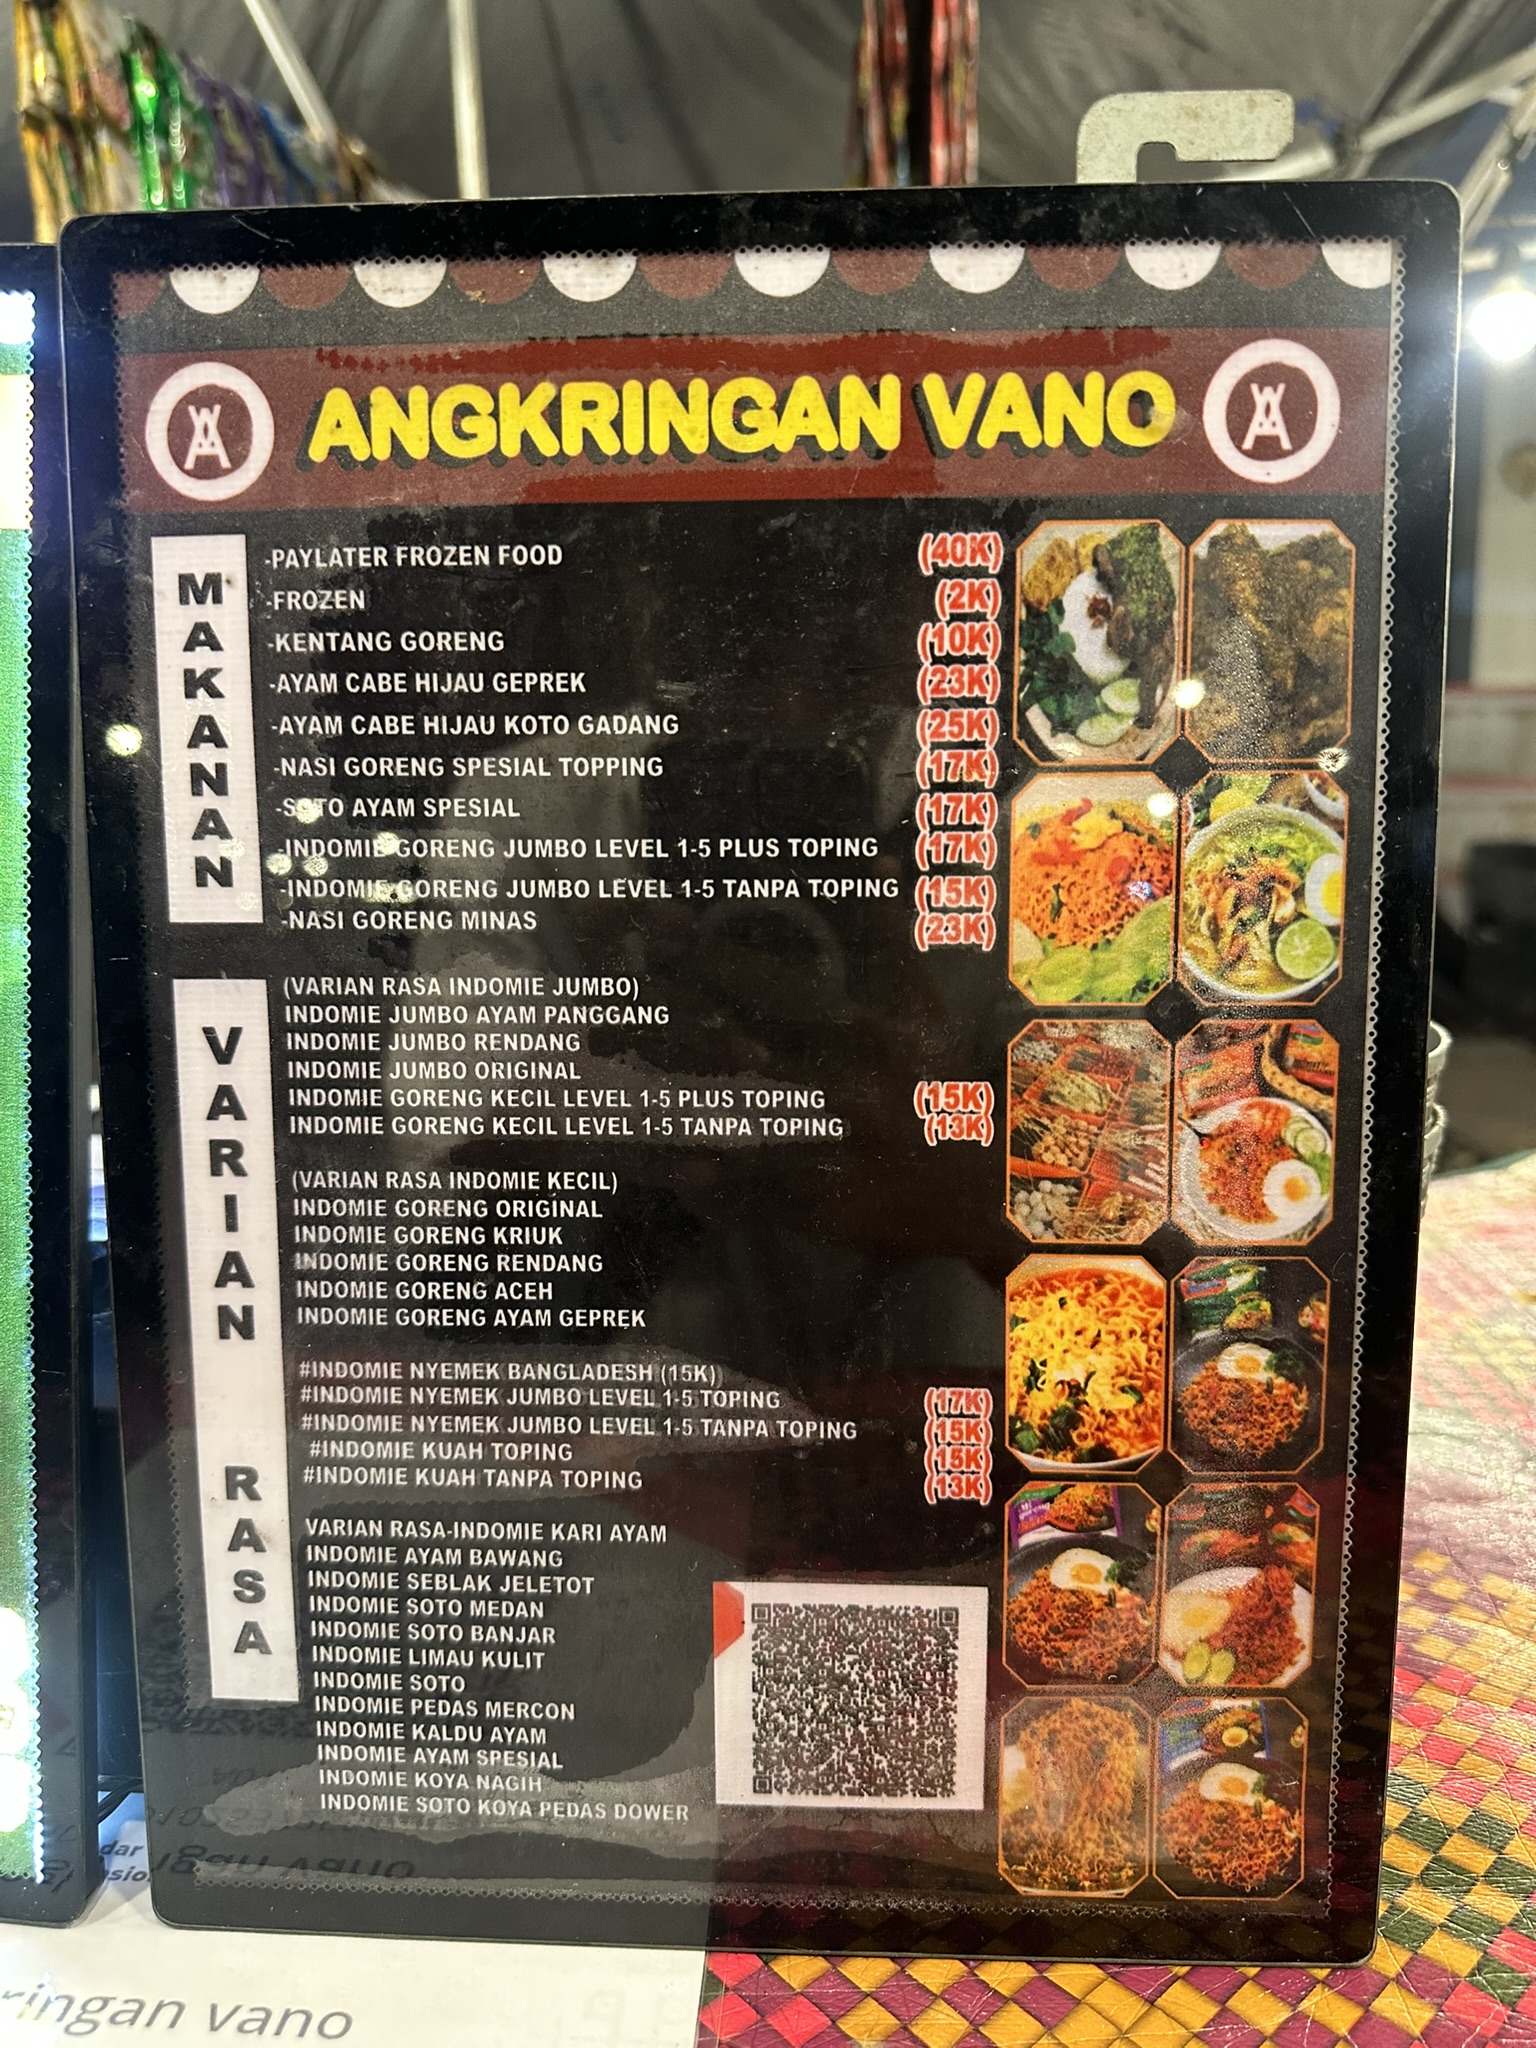 ANGKRINGAN VANO
MAKANAN
-PAYLATER FROZEN FOOD (40K)
-FROZEN (2K)
-KENTANG GORENG (10K)
-AYAM CABE HIJAU GEPREK (23K)
-AYAM CABE HIJAU KOTO GADANG (25K)
-NASI GORENG SPESIAL TOPPING (17K)
-SOTO AYAM SPESIAL (17K)
-INDOMIE GORENG JUMBO LEVEL 1-5 PLUS TOPING (17K)
-INDOMIE GORENG JUMBO LEVEL 1-5 TANPA TOPING (15K)
-NASI GORENG MINAS (23K)
VARIAN RASA
(VARIAN RASA INDOMIE JUMBO)
INDOMIE JUMBO AYAM PANGGANG
INDOMIE JUMBO RENDANG
INDOMIE JUMBO ORIGINAL
INDOMIE GORENG KECIL LEVEL 1-5 PLUS TOPING (15K)
INDOMIE GORENG KECIL LEVEL 1-5 TANPA TOPING (13K)
(VARIAN RASA INDOMIE KECIL)
INDOMIE GORENG ORIGINAL
INDOMIE GORENG KRIUK
INDOMIE GORENG RENDANG
INDOMIE GORENG ACEH
INDOMIE GORENG AYAM GEPREK
#INDOMIE NYEMEK BANGLADESH (15K)
#INDOMIE NYEMEK JUMBO LEVEL 1-5 TOPING (17K)
#INDOMIE NYEMEK JUMBO LEVEL 1-5 TANPA TOPING (15K)
#INDOMIE KUAH TOPING (15K)
#INDOMIE KUAH TANPA TOPING (13K)
VARIAN RASA-INDOMIE KARI AYAM
INDOMIE AYAM BAWANG
INDOMIE SEBLAK JELETOT
INDOMIE SOTO MEDAN
INDOMIE SOTO BANJAR
INDOMIE LIMAU KULIT
INDOMIE SOTO
INDOMIE PEDAS MERCON
INDOMIE KALDU AYAM
INDOMIE AYAM SPESIAL
INDOMIE KOYA NAGIH
INDOMIE SOTO KOYA PEDAS DOWER
ringan vano